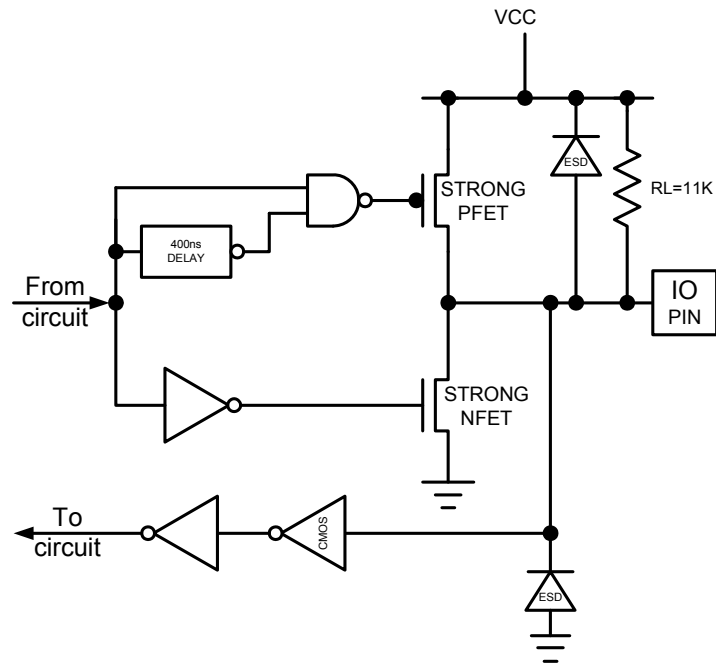 VCC
ESD
RL=11K
STRONG
PFET
400ns
DELAY
From
circuit
IO
PIN
STRONG
NFET
To
circuit
CMOS
ESD